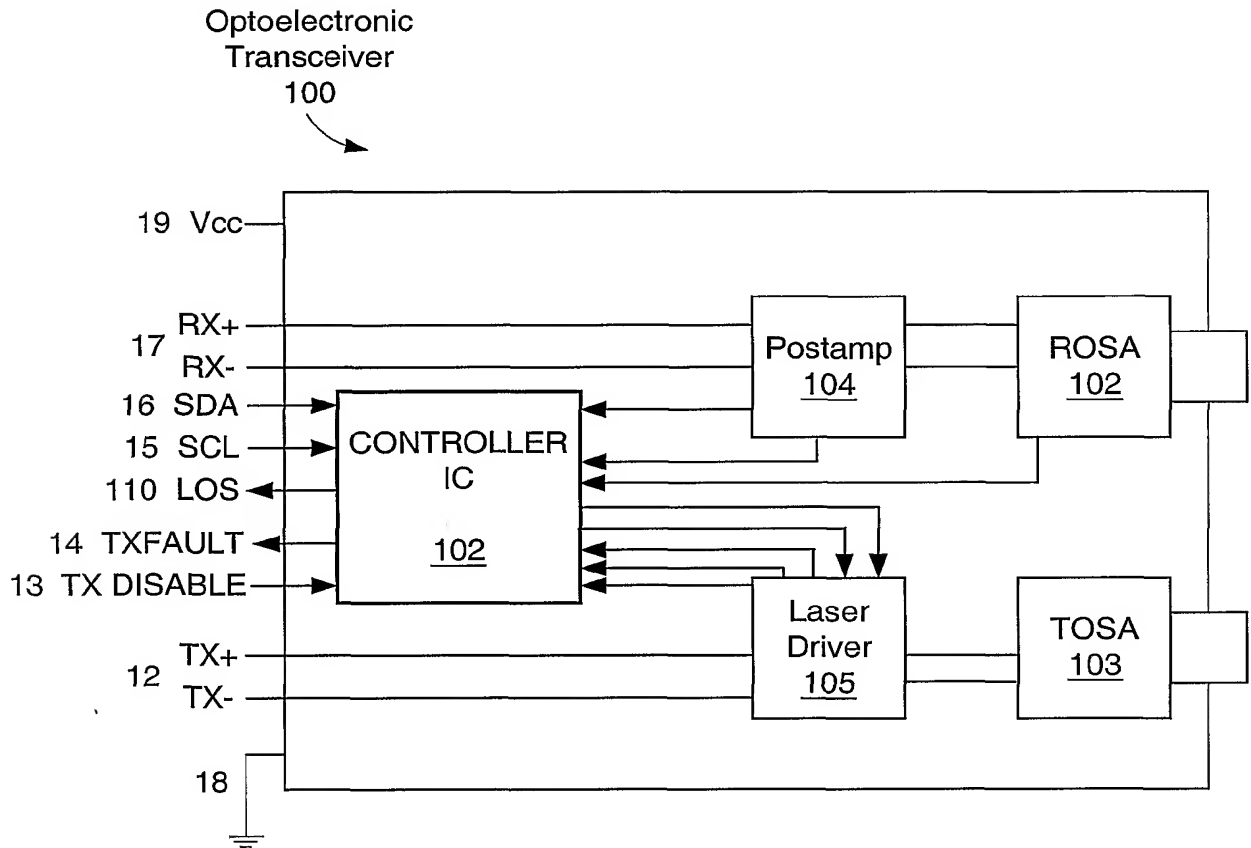 Optoelectronic
Transceiver
100
19 Vcc
17 RX+
RX-
16 SDA
15 SCL
110 LOS
14 TXFAULT
13 TX DISABLE
12 TX+
TX-
18
CONTROLLER
IC
102
Postamp
104
ROSA
102
Laser
Driver
105
TOSA
103